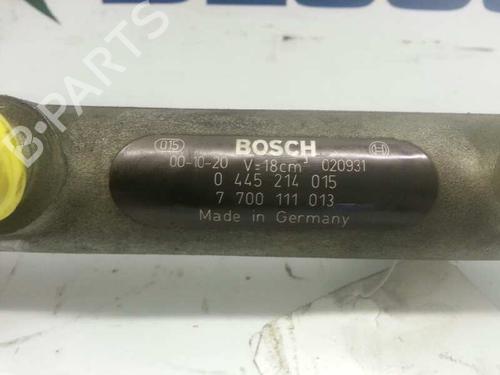 015 BOSCH
00-10-20 V=18cm³ 020931
0 445 214 015
7 700 111 013
Made in Germany
B-PARTS